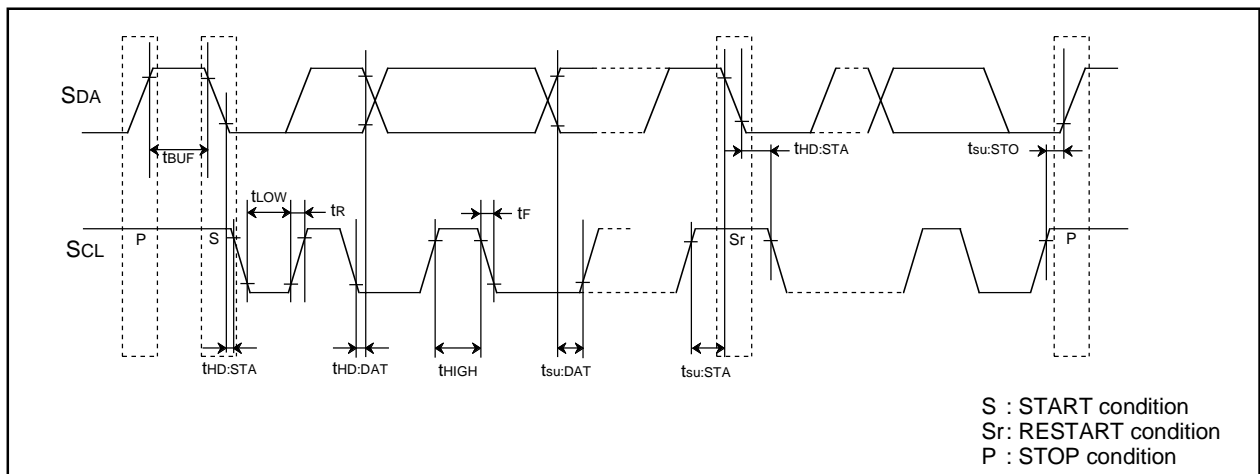 SDA
tBUF
tHD:STA
tsu:STO
tLOW
tR
tF
SCL
P
S
Sr
P
tHD:STA
tHD:DAT
tHIGH
tsu:DAT
tsu:STA
S : START condition
Sr: RESTART condition
P : STOP condition